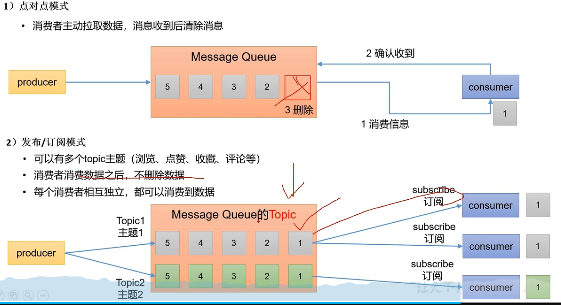 1）点对点模式
• 消费者主动拉取数据，消息收到后清除消息
Message Queue
2 确认收到
producer
5 4 3 2
consumer
3 删除
1
1 消费信息
2）发布/订阅模式
• 可以有多个topic主题（浏览、点赞、收藏、评论等）
• 消费者消费数据之后，不删除数据
• 每个消费者相互独立，都可以消费到数据
Message Queue的Topic
subscribe
订阅
consumer 1
Topic1
主题1
5 4 3 2 1
subscribe
订阅
consumer 1
producer
Topic2
主题2
5 4 3 2 1
subscribe
订阅
consumer 1